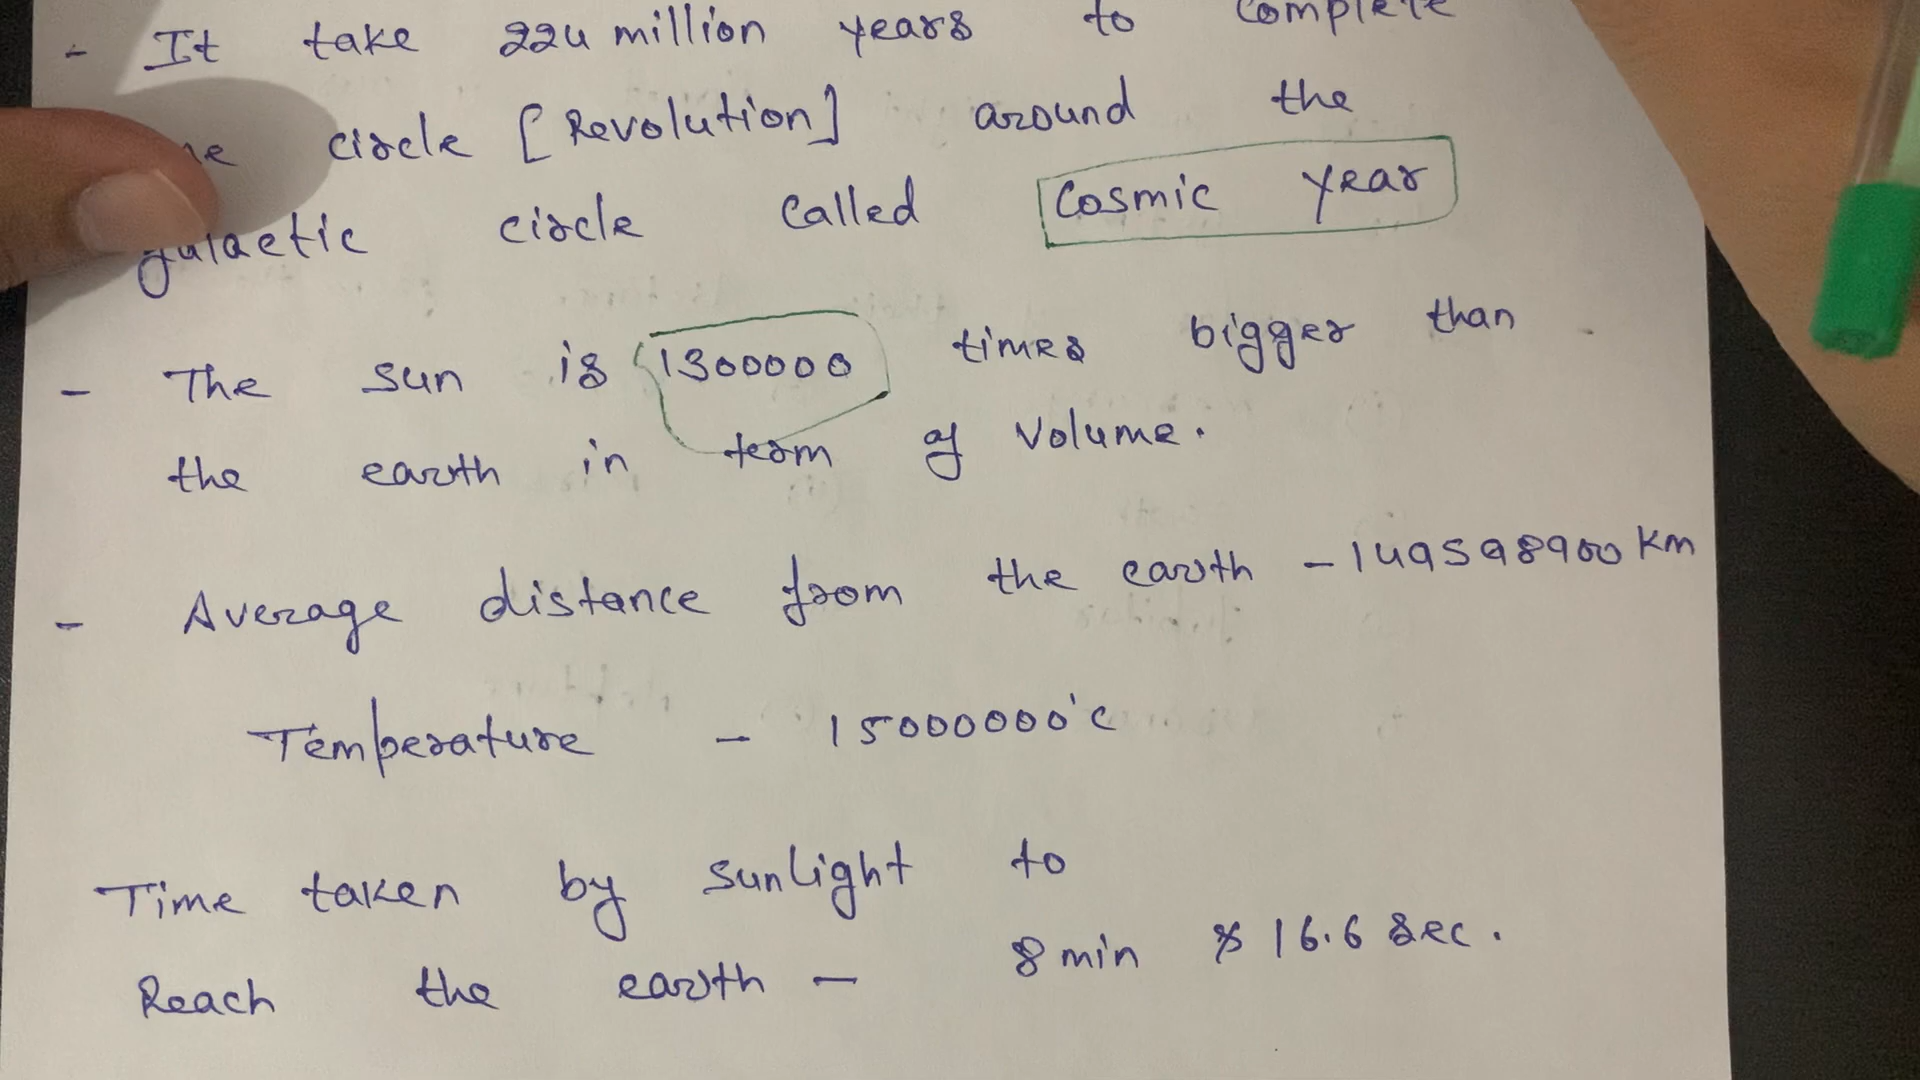 - It take 224 million years to complete
circle [Revolution] around the
galactic circle called Cosmic year
- The sun is 1300000 times bigger than
the earth in term of volume.
- Average distance from the earth - 149598900 km
Temperature - 15000000°c
Time taken by sunlight to
Reach the earth - 8 min & 16.6 sec.